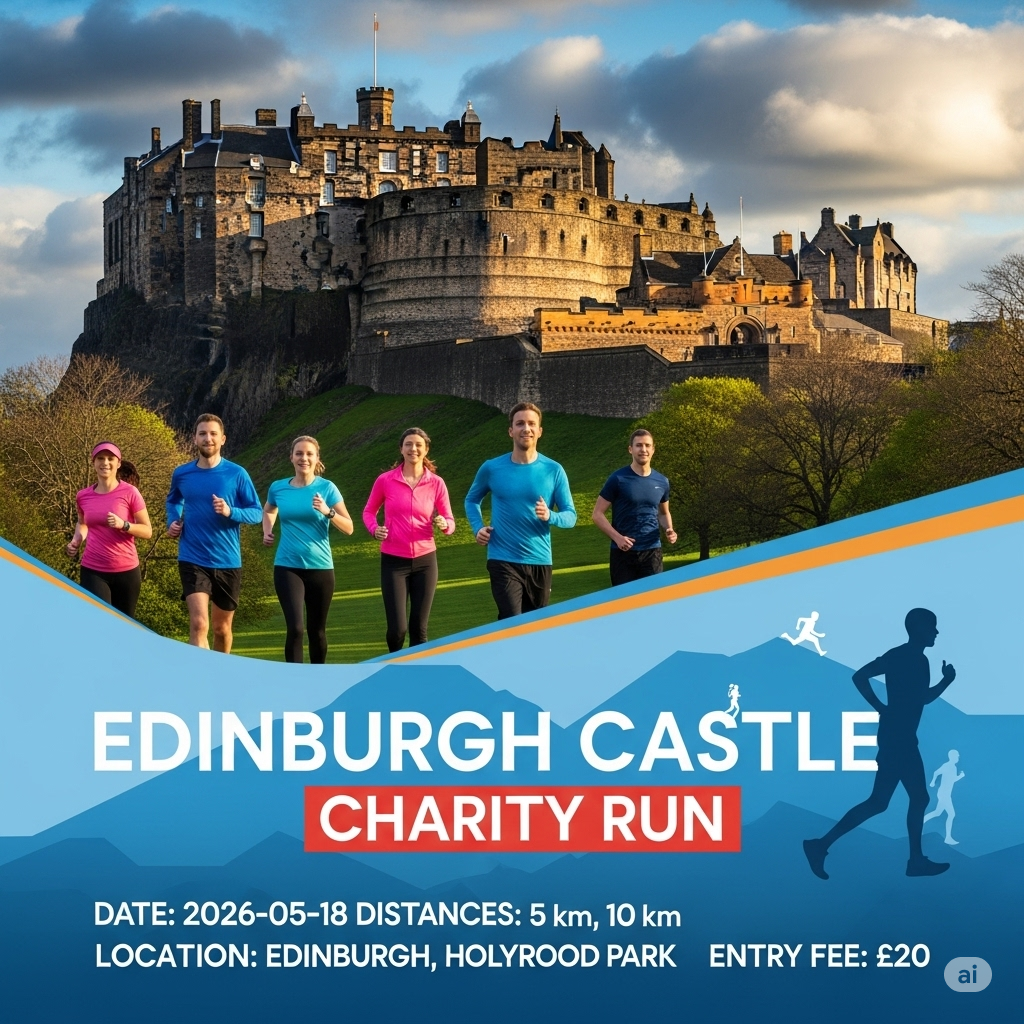 EDINBURGH CASTLE
CHARITY RUN
DATE: 2026-05-18 DISTANCES: 5 km, 10 km
LOCATION: EDINBURGH, HOLYROOD PARK ENTRY FEE: £20
ai